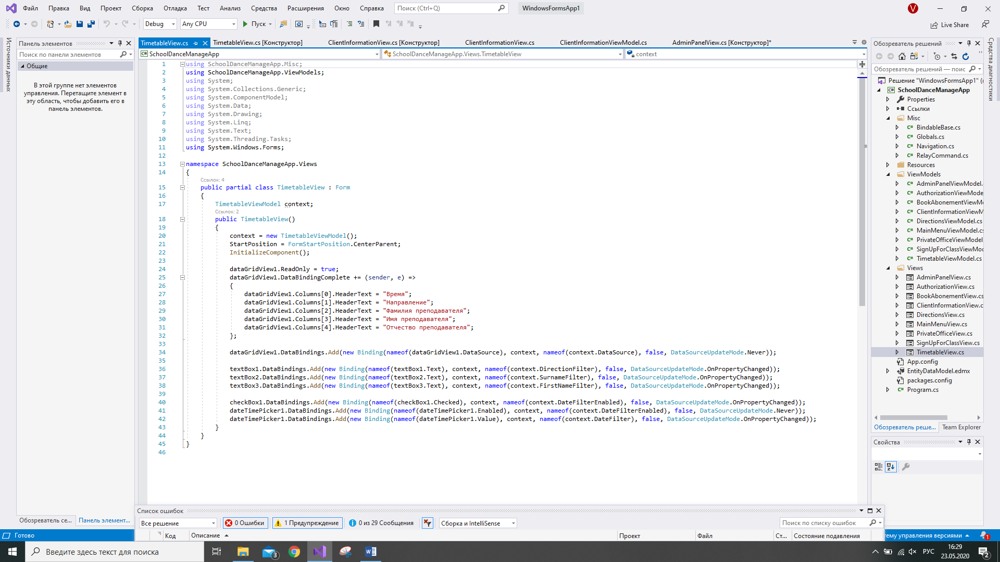 Файл Правка Вид Проект Сборка Отладка Тест Анализ Средства Расширения Окно Справка Поиск (Ctrl+Q) WindowsFormsApp1 V
Debug Any CPU Пуск Live Share
Источники данных
Панель элементов
Поиск по панели элементов
Общие
В этой группе нет элементов
управления. Перетащите элемент в
эту область, чтобы добавить его в
панель элементов.
Обозреватель се... Панель элемент...
TimetableView.cs TimetableView.cs [Конструктор] ClientInformationView.cs [Конструктор] ClientInformationView.cs ClientInformationViewModel.cs AdminPanelView.cs [Конструктор]*
SchoolDanceManageApp SchoolDanceManageApp.Views.TimetableView context
1 using SchoolDanceManageApp.Misc;
2 using SchoolDanceManageApp.ViewModels;
3 using System;
4 using System.Collections.Generic;
5 using System.ComponentModel;
6 using System.Data;
7 using System.Drawing;
8 using System.Linq;
9 using System.Text;
10 using System.Threading.Tasks;
11 using System.Windows.Forms;
12
13 namespace SchoolDanceManageApp.Views
14 {
Ссылок: 4
15 public partial class TimetableView : Form
16 {
17 TimetableViewModel context;
Ссылок: 2
18 public TimetableView()
19 {
20 context = new TimetableViewModel();
21 StartPosition = FormStartPosition.CenterParent;
22 InitializeComponent();
23
24 dataGridView1.ReadOnly = true;
25 dataGridView1.DataBindingComplete += (sender, e) =>
26 {
27 dataGridView1.Columns[0].HeaderText = "Время";
28 dataGridView1.Columns[1].HeaderText = "Направление";
29 dataGridView1.Columns[2].HeaderText = "Фамилия преподавателя";
30 dataGridView1.Columns[3].HeaderText = "Имя преподавателя";
31 dataGridView1.Columns[4].HeaderText = "Отчество преподавателя";
32 };
33
34 dataGridView1.DataBindings.Add(new Binding(nameof(dataGridView1.DataSource), context, nameof(context.DataSource), false, DataSourceUpdateMode.Never));
35
36 textBox1.DataBindings.Add(new Binding(nameof(textBox1.Text), context, nameof(context.DirectionFilter), false, DataSourceUpdateMode.OnPropertyChanged));
37 textBox2.DataBindings.Add(new Binding(nameof(textBox2.Text), context, nameof(context.SurnameFilter), false, DataSourceUpdateMode.OnPropertyChanged));
38 textBox3.DataBindings.Add(new Binding(nameof(textBox3.Text), context, nameof(context.FirstNameFilter), false, DataSourceUpdateMode.OnPropertyChanged));
39
40 checkBox1.DataBindings.Add(new Binding(nameof(checkBox1.Checked), context, nameof(context.DateFilterEnabled), false, DataSourceUpdateMode.OnPropertyChanged));
41 dateTimePicker1.DataBindings.Add(new Binding(nameof(dateTimePicker1.Enabled), context, nameof(context.DateFilterEnabled), false, DataSourceUpdateMode.Never));
42 dateTimePicker1.DataBindings.Add(new Binding(nameof(dateTimePicker1.Value), context, nameof(context.DateFilter), false, DataSourceUpdateMode.OnPropertyChanged));
43 }
44 }
45 }
46
Обозреватель решений
Обозреватель решений — поис
Решение "WindowsFormsApp1" (
SchoolDanceManageApp
Properties
Ссылки
Misc
BindableBase.cs
Globals.cs
Navigation.cs
RelayCommand.cs
Resources
ViewModels
AdminPanelViewModel.
AuthorizationViewMode
BookAbonementViewM
ClientInformationViewM
DirectionsViewModel.cs
MainMenuViewModel.cs
PrivateOfficeViewModel
SignUpForClassViewMod
TimetableViewModel.cs
Views
AdminPanelView.cs
AuthorizationView.cs
BookAbonementView.cs
ClientInformationView.c
DirectionsView.cs
MainMenuView.cs
PrivateOfficeView.cs
SignUpForClassView.cs
TimetableView.cs
App.config
EntityDataModel.edmx
packages.config
Program.cs
Обозреватель реше... Team Explorer
Свойства
Средства диагностики
Список ошибок
Все решение 0 Ошибки 1 Предупреждение 0 из 29 Сообщения Сборка и IntelliSense Поиск по списку ошибок
Код Описание Проект Файл Ст... Состояние подавления
Готово
тему управления версиями 1
Введите здесь текст для поиска 3 РУС 16:29
23.05.2020 2